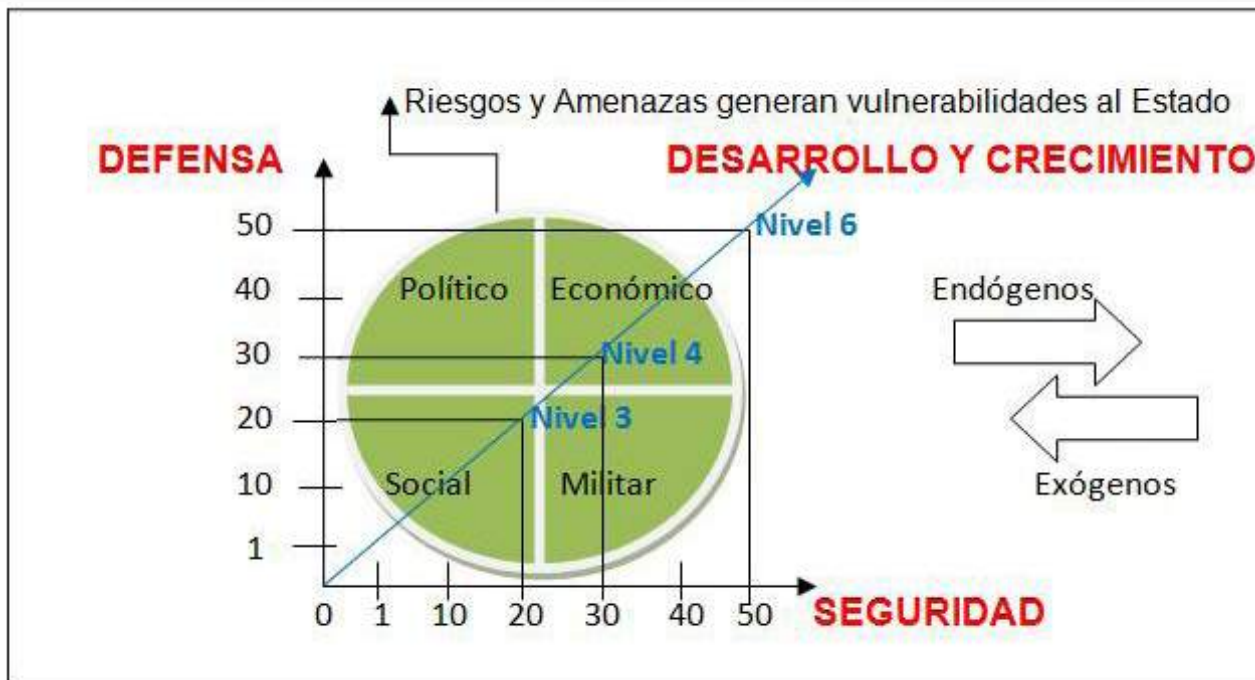 Riesgos y Amenazas generan vulnerabilidades al Estado
DEFENSA
DESARROLLO Y CRECIMIENTO
50
Nivel 6
40
Político
Económico
Endógenos
30
Nivel 4
20
Nivel 3
10
Social
Militar
Exógenos
1
0 1 10 20 30 40 50
SEGURIDAD